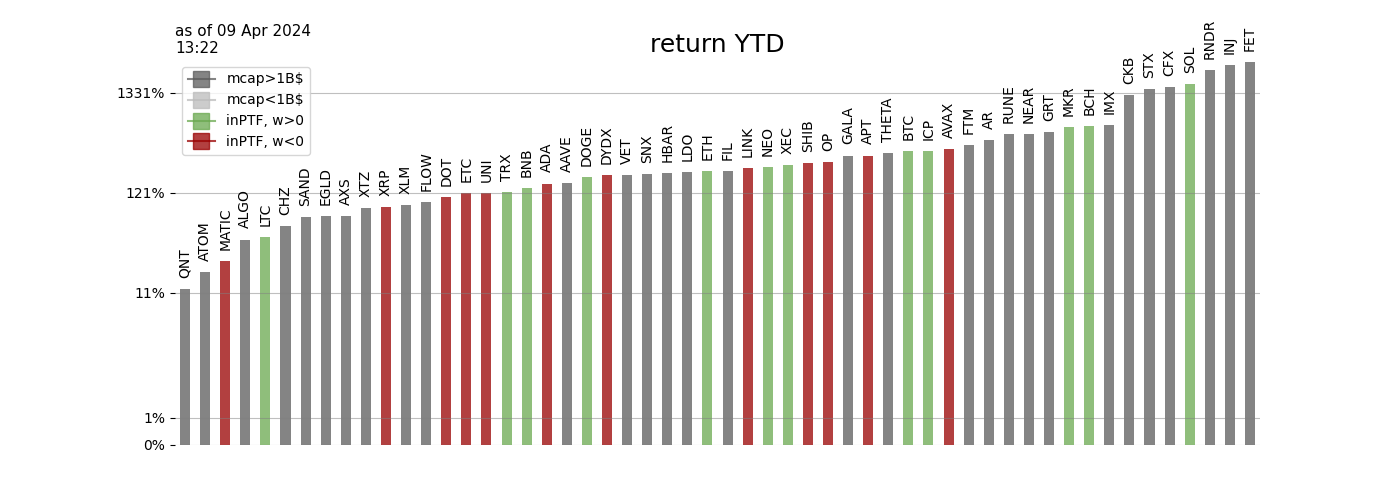 as of 09 Apr 2024
13:22
return YTD
mcap>1B$
mcap<1B$
inPTF, w>0
inPTF, w<0
1331%
121%
11%
1%
0%
QNT
ATOM
MATIC
ALGO
LTC
CHZ
SAND
EGLD
AXS
XTZ
XRP
XLM
FLOW
DOT
ETC
UNI
TRX
BNB
ADA
AAVE
DOGE
DYDX
VET
SNX
HBAR
LDO
ETH
FIL
LINK
NEO
XEC
SHIB
OP
GALA
APT
THETA
BTC
ICP
AVAX
FTM
AR
RUNE
NEAR
GRT
MKR
BCH
IMX
CKB
STX
CFX
SOL
RNDR
INJ
FET